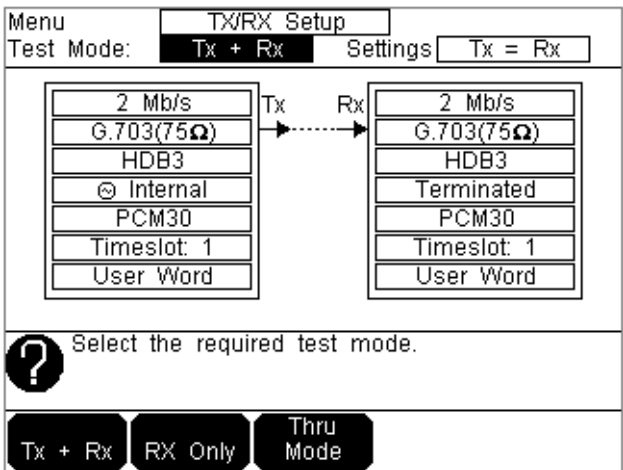 Menu TX/RX Setup
Test Mode: Tx + Rx Settings Tx = Rx
2 Mb/s Tx Rx 2 Mb/s
G.703(75Ω) G.703(75Ω)
HDB3 HDB3
Internal Terminated
PCM30 PCM30
Timeslot: 1 Timeslot: 1
User Word User Word
? Select the required test mode.
Tx + Rx RX Only Thru Mode